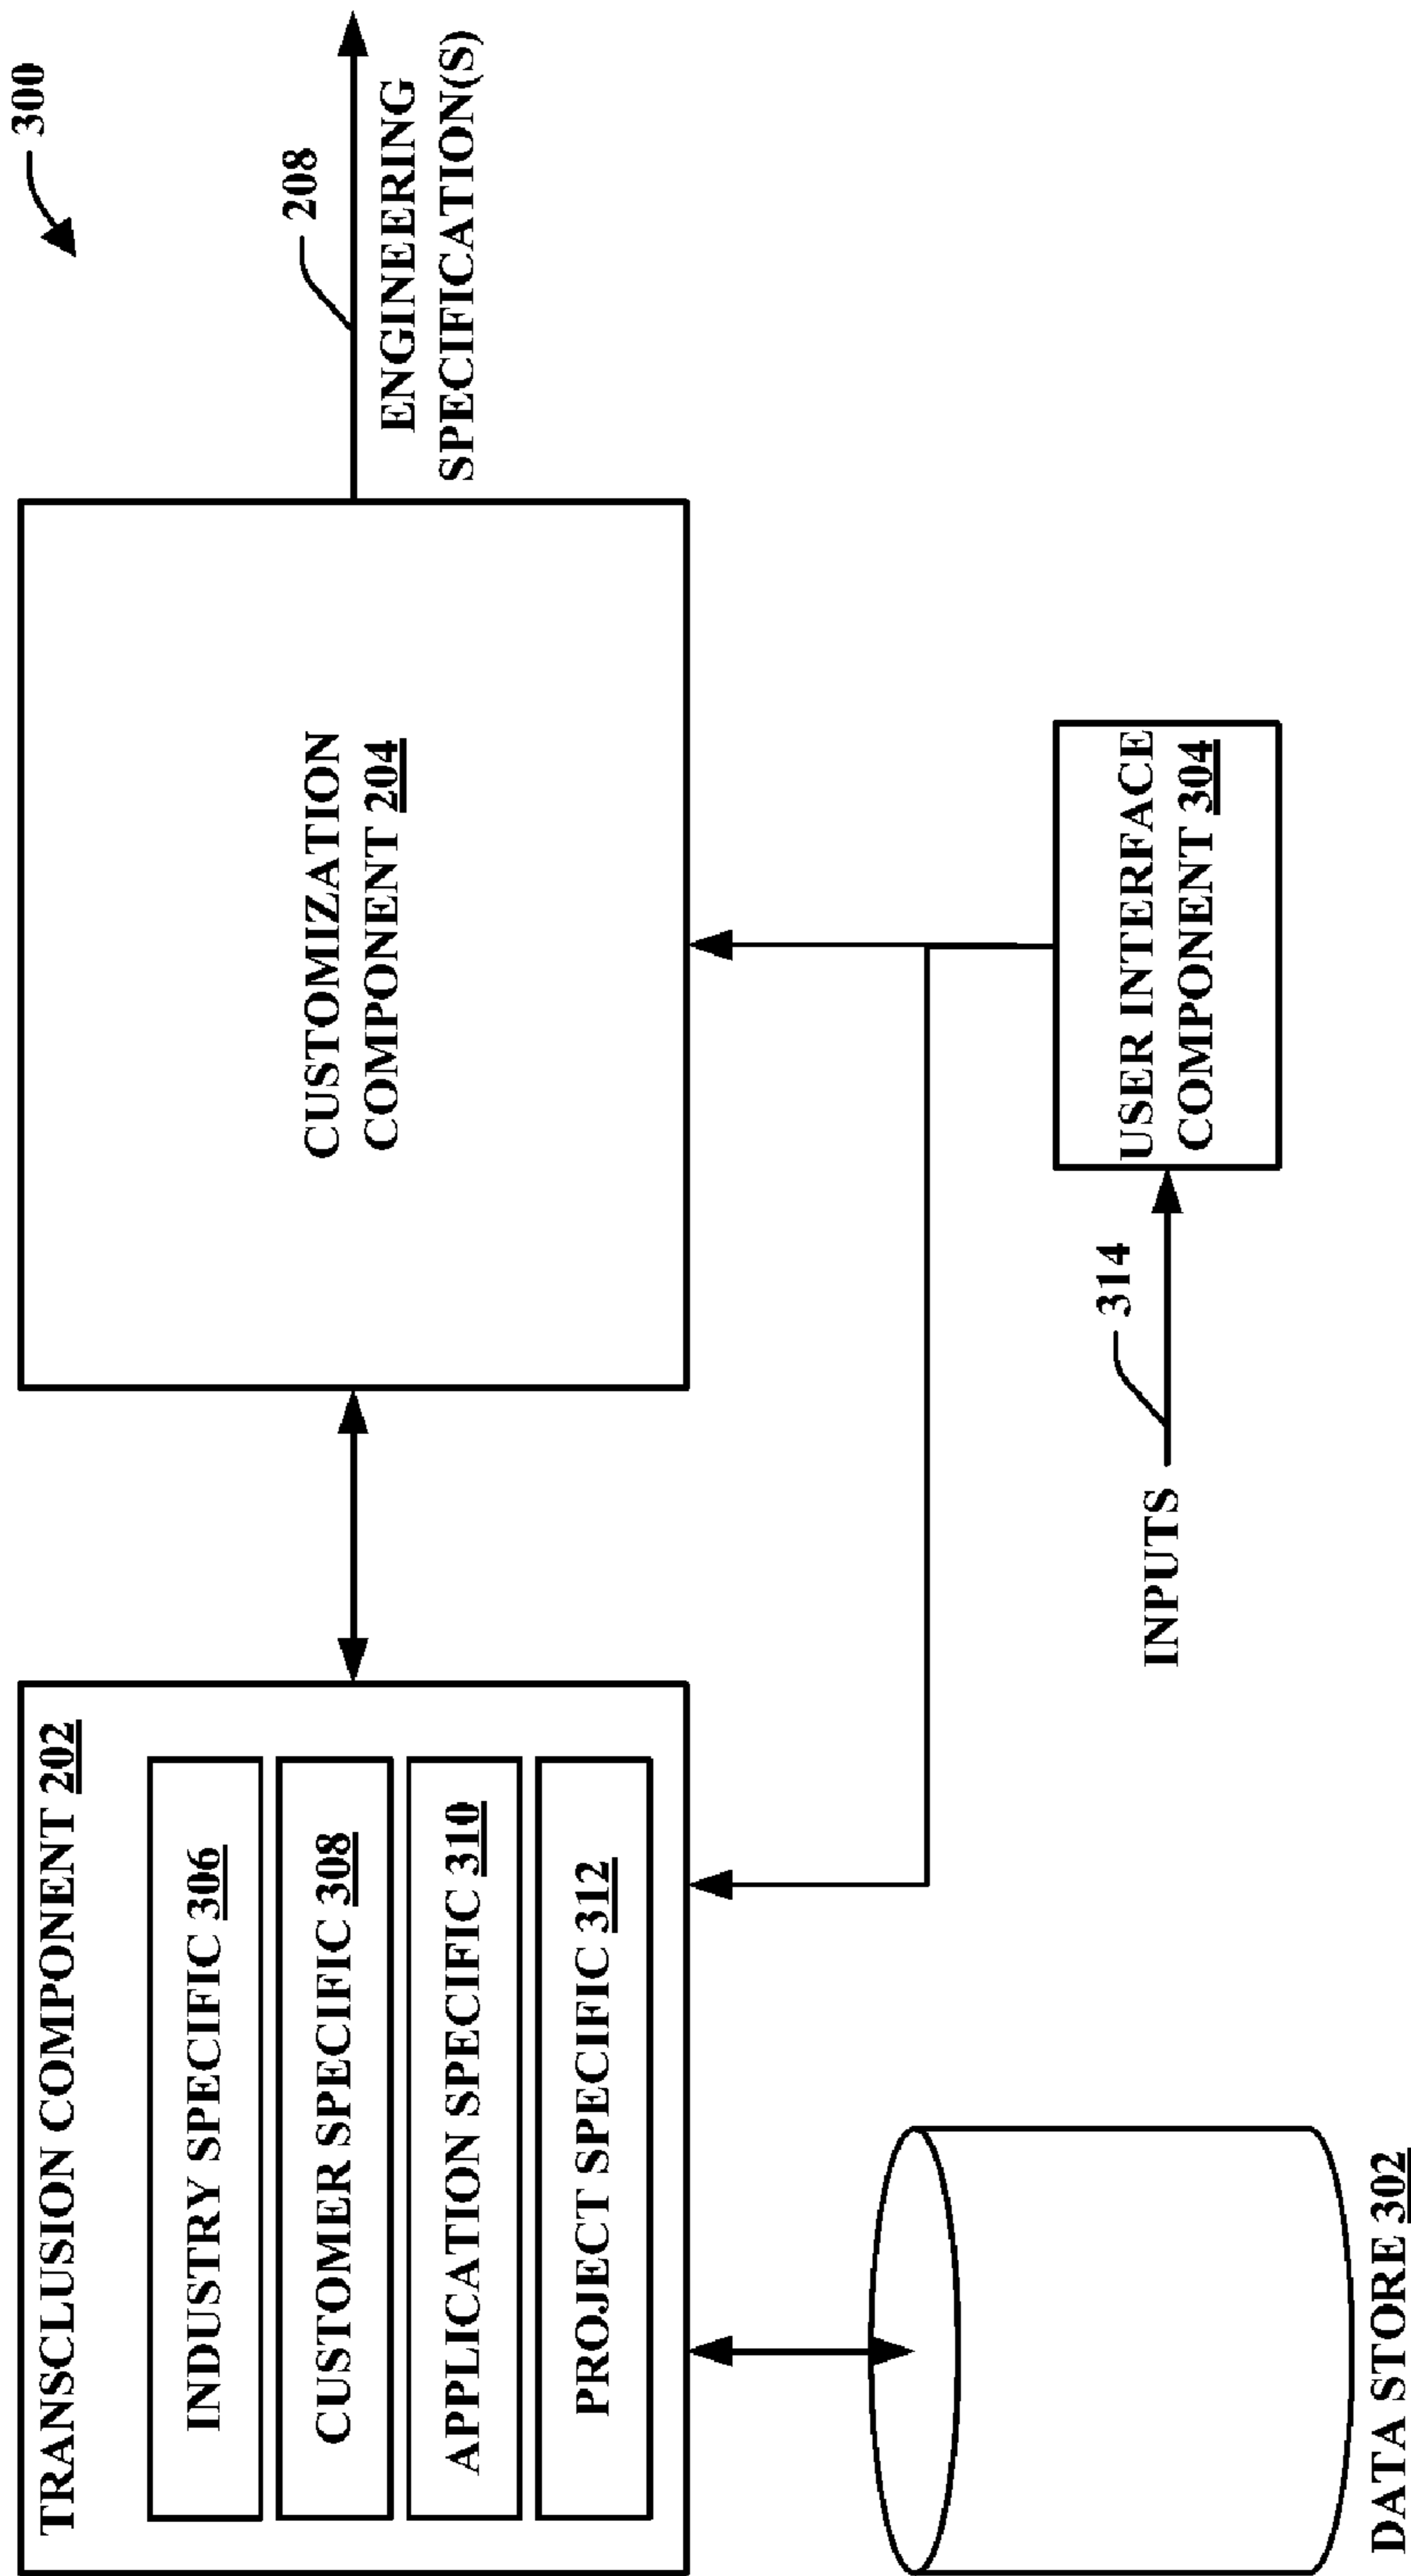 300
TRANSCLUSION COMPONENT 202
INDUSTRY SPECIFIC 306
CUSTOMER SPECIFIC 308
APPLICATION SPECIFIC 310
PROJECT SPECIFIC 312
CUSTOMIZATION
COMPONENT 204
208
ENGINEERING
SPECIFICATION(S)
DATA STORE 302
INPUTS
314
USER INTERFACE
COMPONENT 304